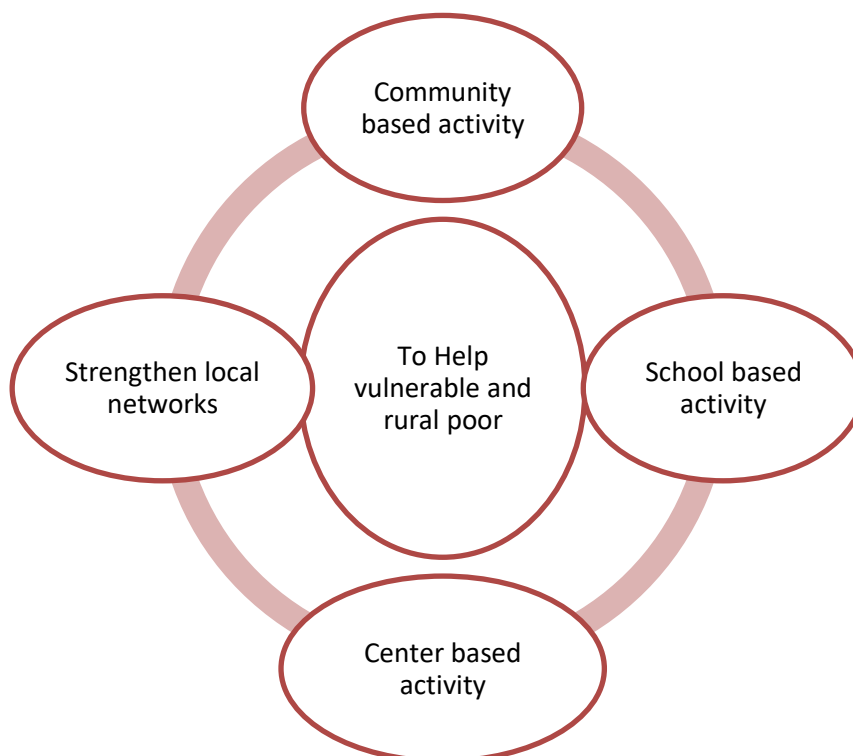 Community
based activity
Strengthen local
networks
To Help
vulnerable and
rural poor
School based
activity
Center based
activity